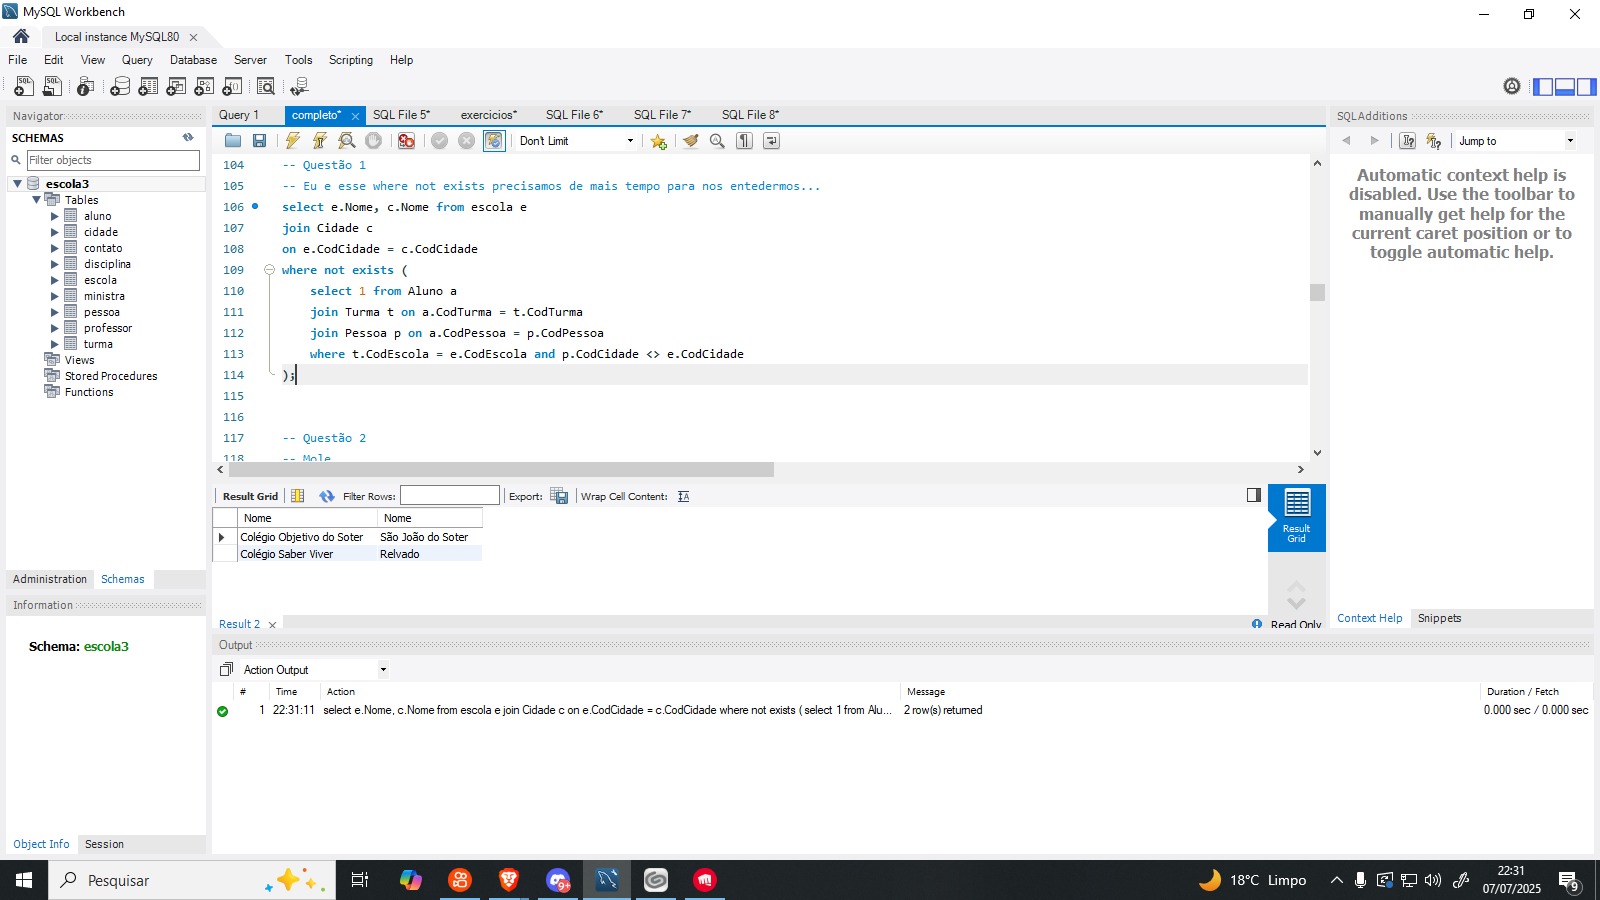 MySQL Workbench
Local instance MySQL80
File Edit View Query Database Server Tools Scripting Help
Navigator
SCHEMAS
Filter objects
escola3
Tables
aluno
cidade
contato
disciplina
escola
ministra
pessoa
professor
turma
Views
Stored Procedures
Functions
Administration Schemas
Information
Schema: escola3
Object Info Session
Query 1 completo* SQL File 5* exercicios* SQL File 6* SQL File 7* SQL File 8*
Don't Limit
104 -- Questão 1
105 -- Eu e esse where not exists precisamos de mais tempo para nos entedermos...
106 select e.Nome, c.Nome from escola e
107 join Cidade c
108 on e.CodCidade = c.CodCidade
109 where not exists (
110 select 1 from Aluno a
111 join Turma t on a.CodTurma = t.CodTurma
112 join Pessoa p on a.CodPessoa = p.CodPessoa
113 where t.CodEscola = e.CodEscola and p.CodCidade <> e.CodCidade
114 );
115
116
117 -- Questão 2
118 -- Mole
Result Grid Filter Rows: Export: Wrap Cell Content:
Nome Nome
Colégio Objetivo do Soter São João do Soter
Colégio Saber Viver Relvado
Result Grid
Result 2
Read Only
Output
Action Output
# Time Action Message Duration / Fetch
1 22:31:11 select e.Nome, c.Nome from escola e join Cidade c on e.CodCidade = c.CodCidade where not exists ( select 1 from Alu... 2 row(s) returned 0.000 sec / 0.000 sec
SQLAdditions
Jump to
Automatic context help is
disabled. Use the toolbar to
manually get help for the
current caret position or to
toggle automatic help.
Context Help Snippets
Pesquisar
9+
18°C Limpo
22:31
07/07/2025
9